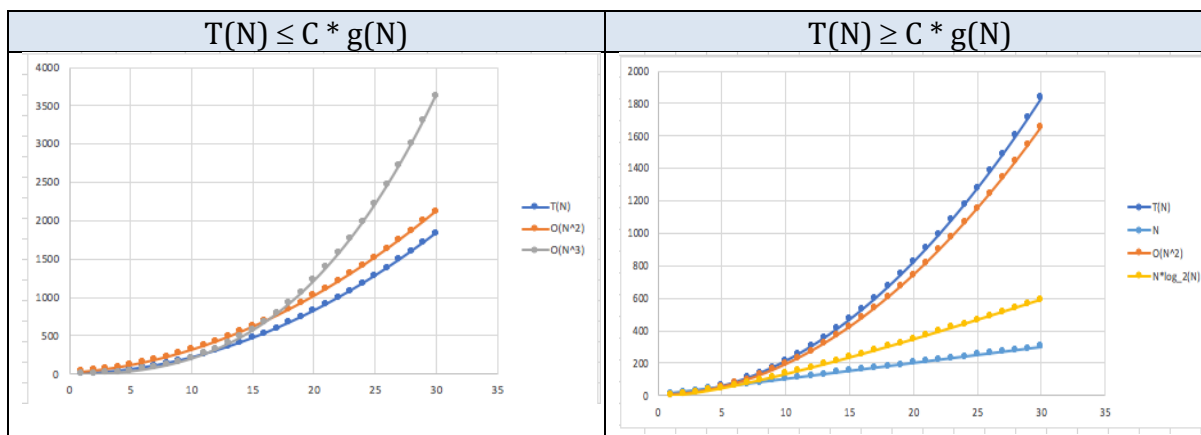 T(N) ≤ C * g(N)
T(N) ≥ C * g(N)
4000
3500
3000
2500
2000
1500
1000
500
0
0 5 10 15 20 25 30 35
T(N)
O(N^2)
O(N^3)
2000
1800
1600
1400
1200
1000
800
600
400
200
0
0 5 10 15 20 25 30 35
T(N)
N
O(N^2)
N*log_2(N)